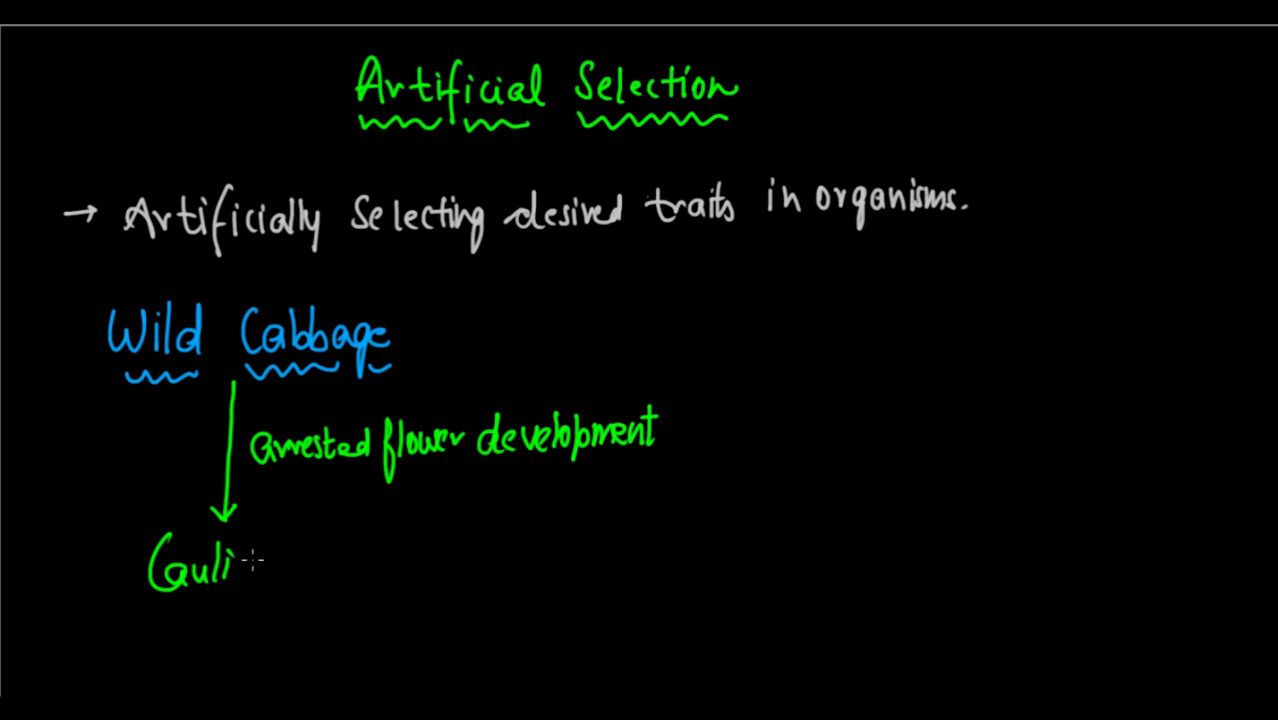 Artificial Selection
→ Artificially Selecting desired traits in organisms.
Wild Cabbage
arrested flower development
Cauli